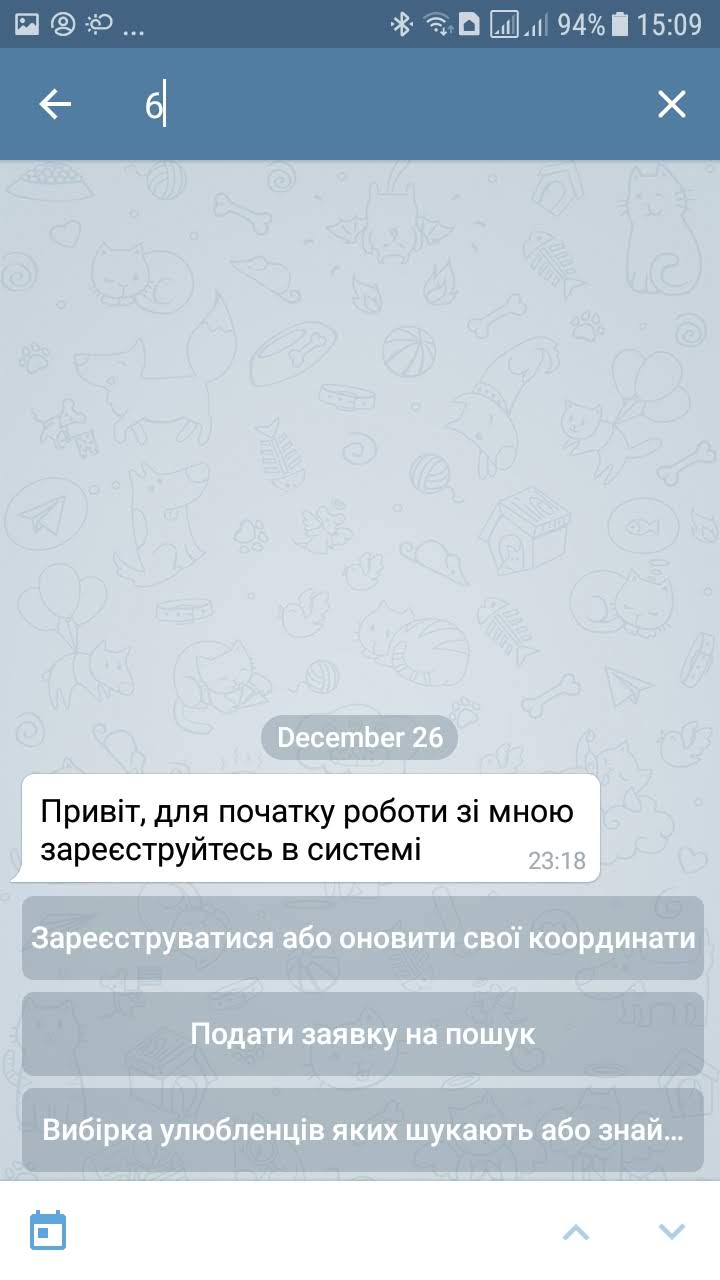 ... 94% 15:09
6
December 26
Привіт, для початку роботи зі мною
зареєструйтесь в системі
23:18
Зареєструватися або оновити свої координати
Подати заявку на пошук
Вибірка улюбленців яких шукають або знай...